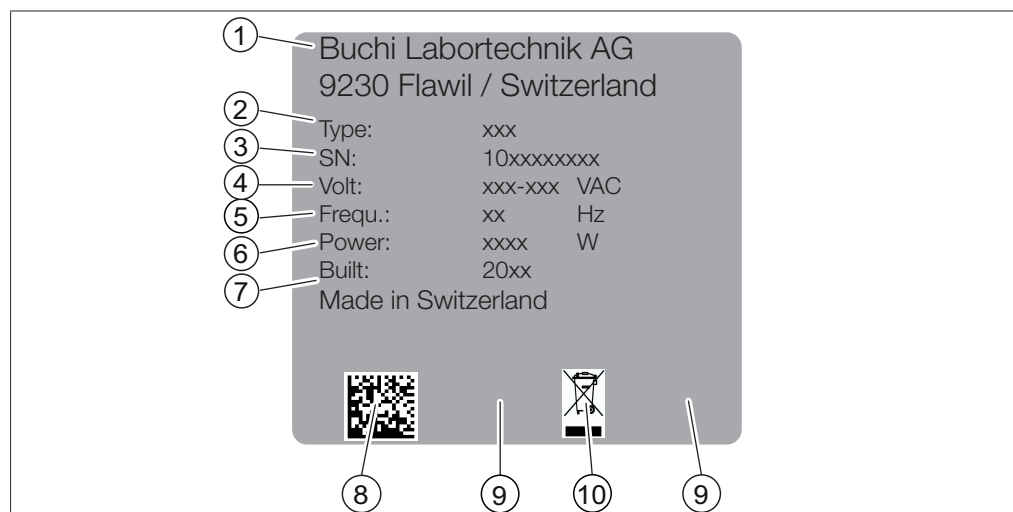 1 Buchi Labortechnik AG
9230 Flawil / Switzerland
2 Type: xxx
3 SN: 10xxxxxxxx
4 Volt: xxx-xxx VAC
5 Frequ.: xx Hz
6 Power: xxxx W
7 Built: 20xx
Made in Switzerland
8 9 10 9